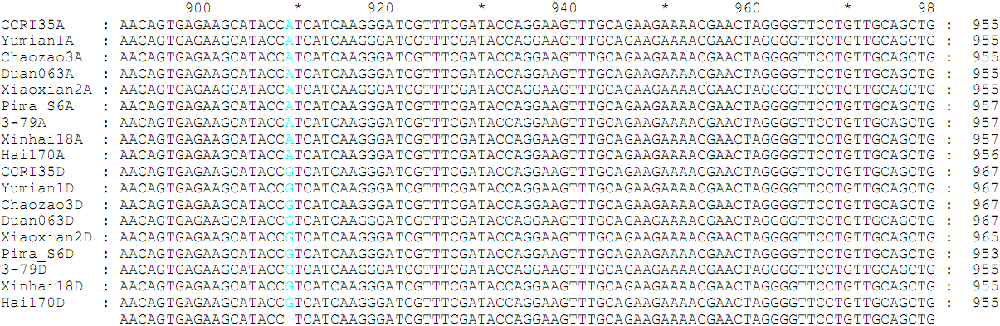 900 * 920 * 940 * 960 * 98
CCRI35A : AACAGTGAGAAGCATACCATCATCAAGGGATCGTTTCGATACCAGGAAGTTTGCAGAAGAAAACGAACTAGGGGTTCCTGTTGCAGCTG : 955
Yumian1A : AACAGTGAGAAGCATACCATCATCAAGGGATCGTTTCGATACCAGGAAGTTTGCAGAAGAAAACGAACTAGGGGTTCCTGTTGCAGCTG : 955
Chaozao3A : AACAGTGAGAAGCATACCATCATCAAGGGATCGTTTCGATACCAGGAAGTTTGCAGAAGAAAACGAACTAGGGGTTCCTGTTGCAGCTG : 955
Duan063A : AACAGTGAGAAGCATACCATCATCAAGGGATCGTTTCGATACCAGGAAGTTTGCAGAAGAAAACGAACTAGGGGTTCCTGTTGCAGCTG : 955
Xiaoxian2A : AACAGTGAGAAGCATACCATCATCAAGGGATCGTTTCGATACCAGGAAGTTTGCAGAAGAAAACGAACTAGGGGTTCCTGTTGCAGCTG : 955
Pima_S6A : AACAGTGAGAAGCATACCATCATCAAGGGATCGTTTCGATACCAGGAAGTTTGCAGAAGAAAACGAACTAGGGGTTCCTGTTGCAGCTG : 957
3-79A : AACAGTGAGAAGCATACCATCATCAAGGGATCGTTTCGATACCAGGAAGTTTGCAGAAGAAAACGAACTAGGGGTTCCTGTTGCAGCTG : 957
Xinhai18A : AACAGTGAGAAGCATACCATCATCAAGGGATCGTTTCGATACCAGGAAGTTTGCAGAAGAAAACGAACTAGGGGTTCCTGTTGCAGCTG : 957
Hai170A : AACAGTGAGAAGCATACCATCATCAAGGGATCGTTTCGATACCAGGAAGTTTGCAGAAGAAAACGAACTAGGGGTTCCTGTTGCAGCTG : 956
CCRI35D : AACAGTGAGAAGCATACCGTCATCAAGGGATCGTTTCGATACCAGGAAGTTTGCAGAAGAAAACGAACTAGGGGTTCCTGTTGCAGCTG : 967
Yumian1D : AACAGTGAGAAGCATACCGTCATCAAGGGATCGTTTCGATACCAGGAAGTTTGCAGAAGAAAACGAACTAGGGGTTCCTGTTGCAGCTG : 967
Chaozao3D : AACAGTGAGAAGCATACCGTCATCAAGGGATCGTTTCGATACCAGGAAGTTTGCAGAAGAAAACGAACTAGGGGTTCCTGTTGCAGCTG : 967
Duan063D : AACAGTGAGAAGCATACCGTCATCAAGGGATCGTTTCGATACCAGGAAGTTTGCAGAAGAAAACGAACTAGGGGTTCCTGTTGCAGCTG : 967
Xiaoxian2D : AACAGTGAGAAGCATACCGTCATCAAGGGATCGTTTCGATACCAGGAAGTTTGCAGAAGAAAACGAACTAGGGGTTCCTGTTGCAGCTG : 965
Pima_S6D : AACAGTGAGAAGCATACCGTCATCAAGGGATCGTTTCGATACCAGGAAGTTTGCAGAAGAAAACGAACTAGGGGTTCCTGTTGCAGCTG : 953
3-79D : AACAGTGAGAAGCATACCGTCATCAAGGGATCGTTTCGATACCAGGAAGTTTGCAGAAGAAAACGAACTAGGGGTTCCTGTTGCAGCTG : 955
Xinhai18D : AACAGTGAGAAGCATACCGTCATCAAGGGATCGTTTCGATACCAGGAAGTTTGCAGAAGAAAACGAACTAGGGGTTCCTGTTGCAGCTG : 955
Hai170D : AACAGTGAGAAGCATACCGTCATCAAGGGATCGTTTCGATACCAGGAAGTTTGCAGAAGAAAACGAACTAGGGGTTCCTGTTGCAGCTG : 955
AACAGTGAGAAGCATACC TCATCAAGGGATCGTTTCGATACCAGGAAGTTTGCAGAAGAAAACGAACTAGGGGTTCCTGTTGCAGCTG